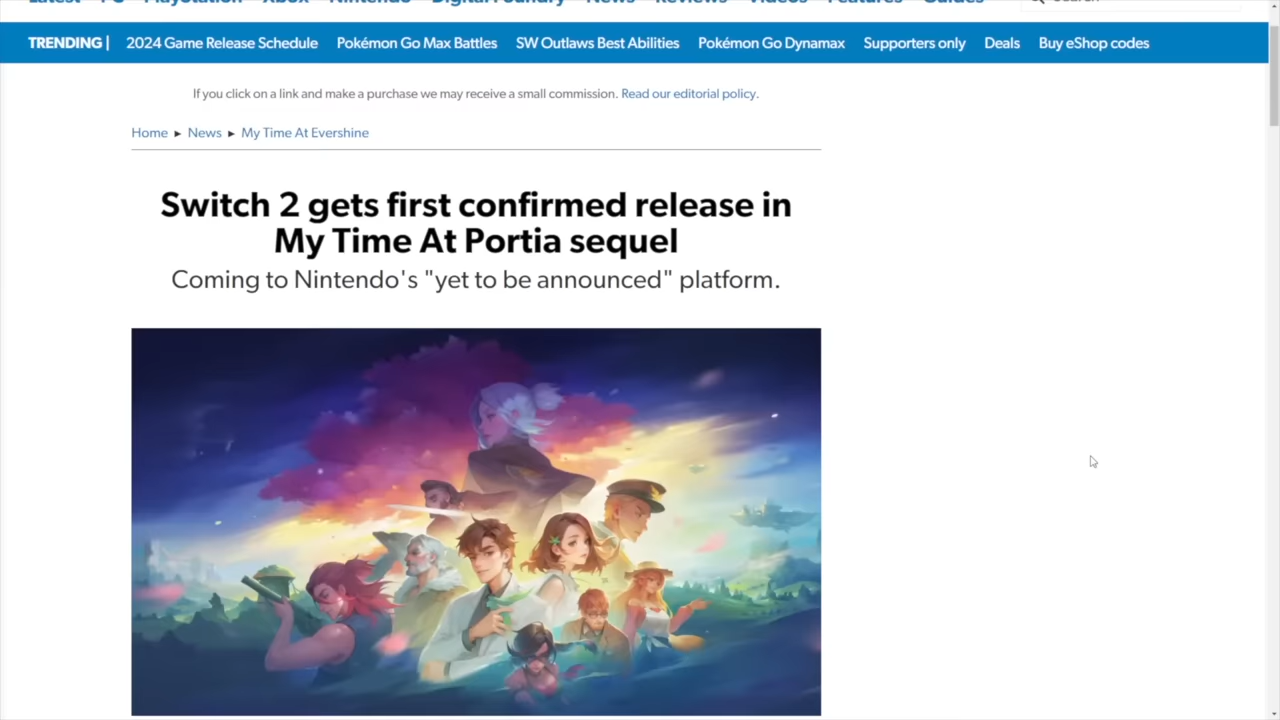 Latest PC PlayStation Xbox Nintendo Digital Foundry News Reviews Videos Features Guides
TRENDING | 2024 Game Release Schedule Pokémon Go Max Battles SW Outlaws Best Abilities Pokémon Go Dynamax Supporters only Deals Buy eShop codes
If you click on a link and make a purchase we may receive a small commission. Read our editorial policy.
Home ▸ News ▸ My Time At Evershine
Switch 2 gets first confirmed release in
My Time At Portia sequel
Coming to Nintendo's "yet to be announced" platform.